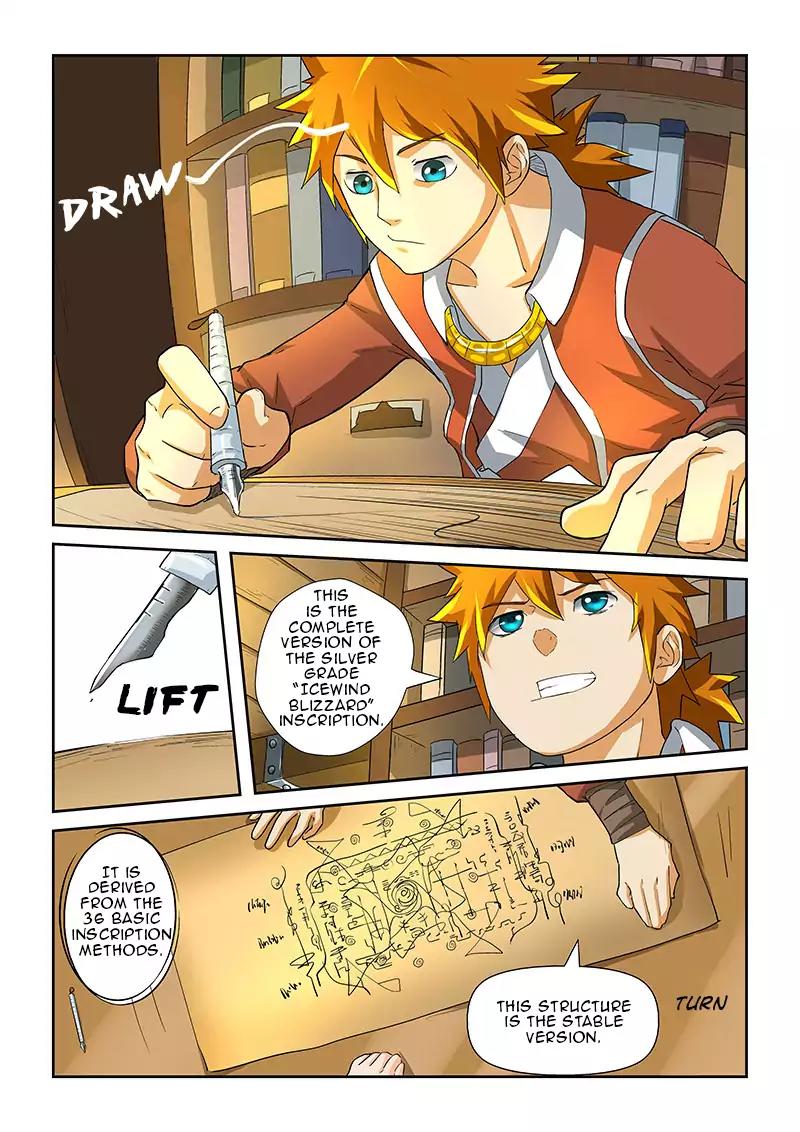 DRAW
LIFT
THIS
IS THE
COMPLETE
VERSION OF
THE SILVER
GRADE
"ICEWIND
BLIZZARD"
INSCRIPTION.
IT IS
DERIVED
FROM THE
36 BASIC
INSCRIPTION
METHODS.
THIS STRUCTURE
IS THE STABLE
VERSION.
TURN